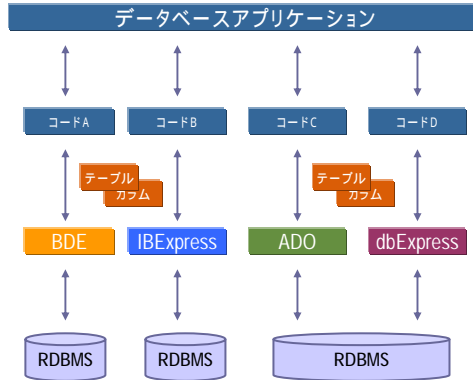 データベースアプリケーション
コードA
コードB
コードC
コードD
テーブル
カラム
テーブル
カラム
BDE
IBExpress
ADO
dbExpress
RDBMS
RDBMS
RDBMS